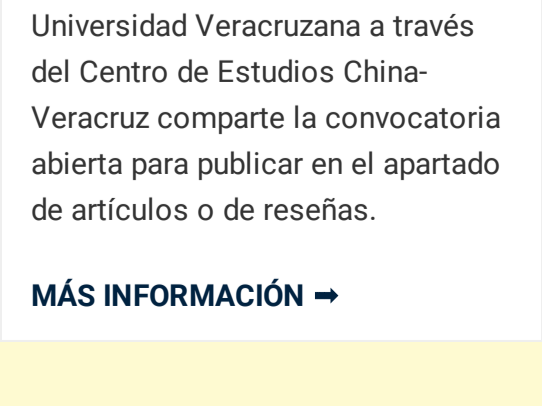 Universidad Veracruzana a través
del Centro de Estudios China-
Veracruz comparte la convocatoria
abierta para publicar en el apartado
de artículos o de reseñas.
MÁS INFORMACIÓN ➡